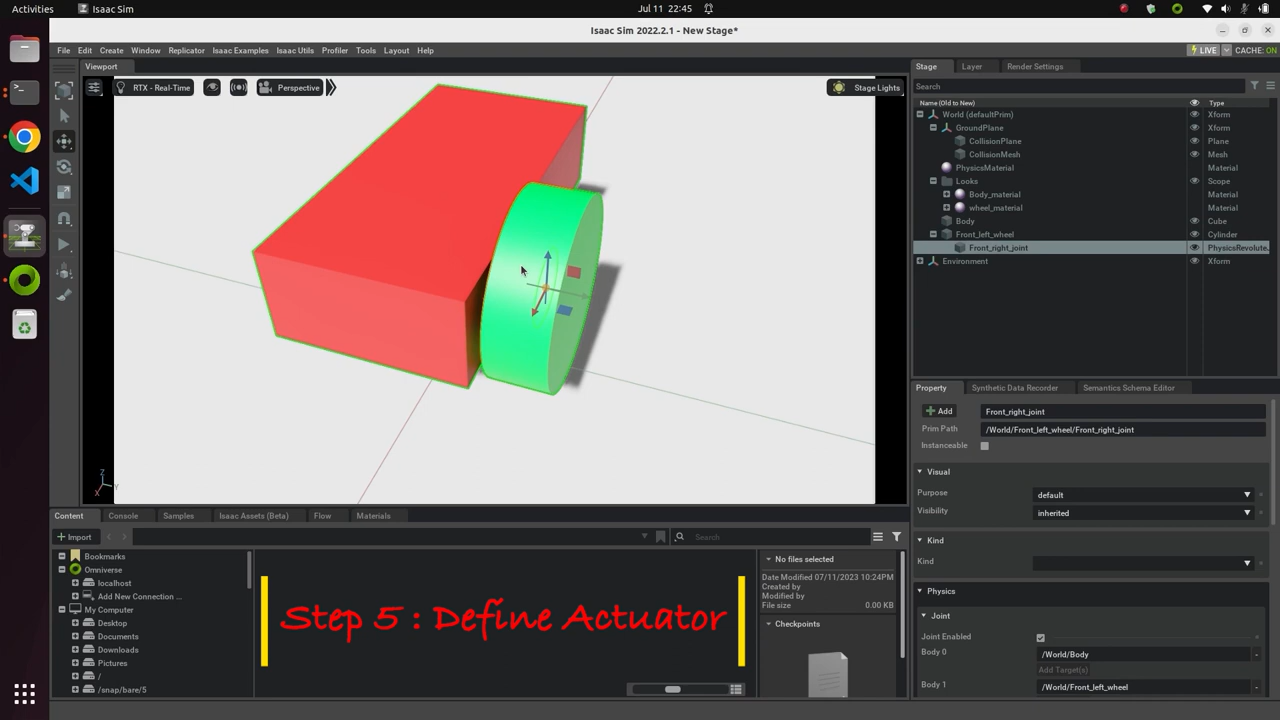 Activities
Isaac Sim
Jul 11 22:45
Isaac Sim 2022.2.1 - New Stage*
File Edit Create Window Replicator Isaac Examples Isaac Utils Profiler Tools Layout Help
LIVE CACHE: ON
Viewport
RTX - Real-Time
Perspective
Stage Lights
Stage Layer Render Settings
Search
Name (Old to New) Type
World (defaultPrim) Xform
GroundPlane Xform
CollisionPlane Plane
CollisionMesh Mesh
PhysicsMaterial Material
Looks Scope
Body_material Material
wheel_material Material
Body Cube
Front_left_wheel Cylinder
Front_right_joint PhysicsRevolute.
Environment Xform
Z
X Y
Property Synthetic Data Recorder Semantics Schema Editor
Add Front_right_joint
Prim Path /World/Front_left_wheel/Front_right_joint
Instanceable
Visual
Purpose default
Visibility inherited
Kind
Kind
Physics
Joint
Joint Enabled
Body 0 /World/Body
Add Target(s)
Body 1 /World/Front_left_wheel
Content Console Samples Isaac Assets (Beta) Flow Materials
Import
Search
Bookmarks
Omniverse
localhost
Add New Connection ...
My Computer
Desktop
Documents
Downloads
Pictures
/
/snap/bare/5
Step 5 : Define Actuator
No files selected
Date Modified 07/11/2023 10:24PM
Created by
Modified by
File size 0.00 KB
Checkpoints